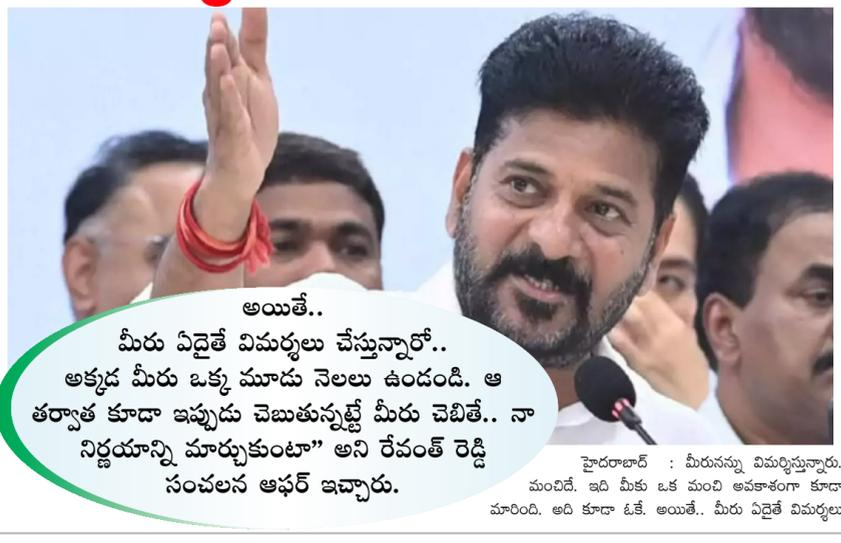 అయితే..
మీరు ఏదైతే విమర్శలు చేస్తున్నారో..
అక్కడ మీరు ఒక్క మూడు నెలలు ఉండండి. ఆ
తర్వాత కూడా ఇప్పుడు చెబుతున్నట్టే మీరు చెబితే.. నా
నిర్ణయాన్ని మార్చుకుంటా” అని రేవంత్ రెడ్డి
సంచలన ఆఫర్ ఇచ్చారు.
హైదరాబాద్ : మీరునన్ను విమర్శిస్తున్నారు.
మంచిదే. ఇది మీకు ఒక మంచి అవకాశంగా కూడా
మారింది. అది కూడా ఓకే. అయితే.. మీరు ఏదైతే విమర్శలు